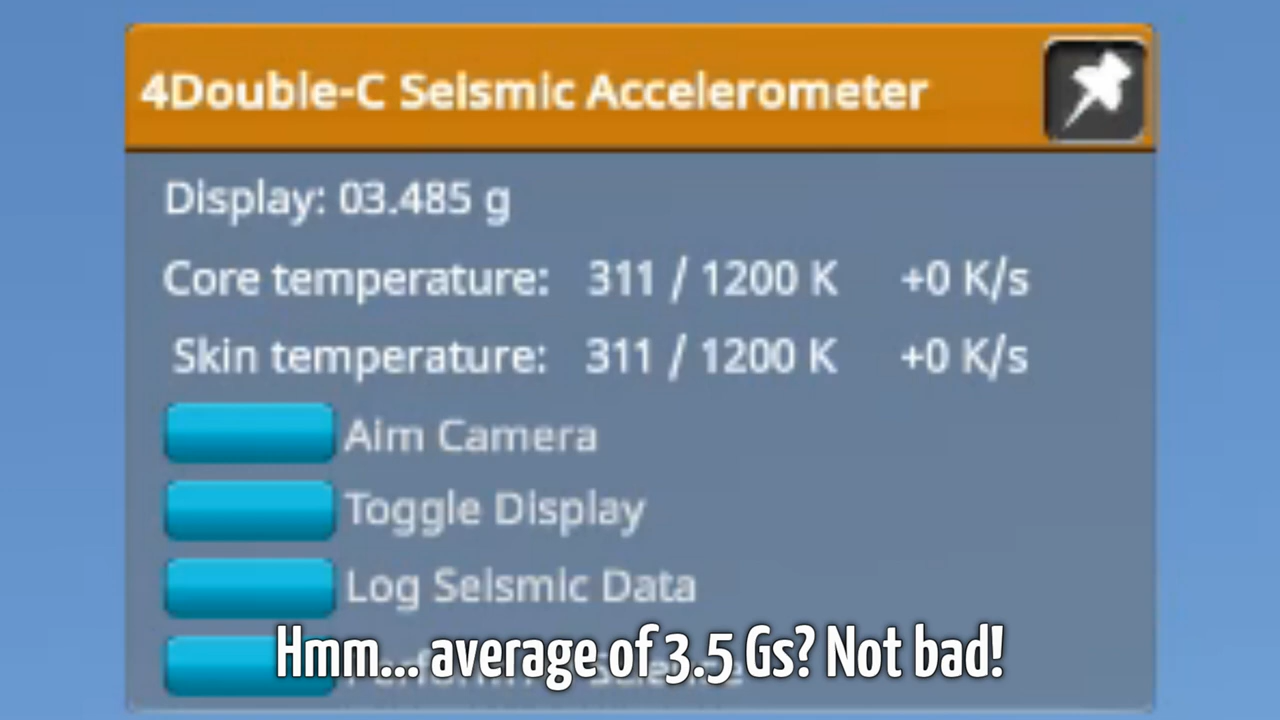 4Double-C Seismic Accelerometer
Display: 03.485 g
Core temperature: 311 / 1200 K +0 K/s
Skin temperature: 311 / 1200 K +0 K/s
Aim Camera
Toggle Display
Log Seismic Data
Hmm... average of 3.5 Gs? Not bad!